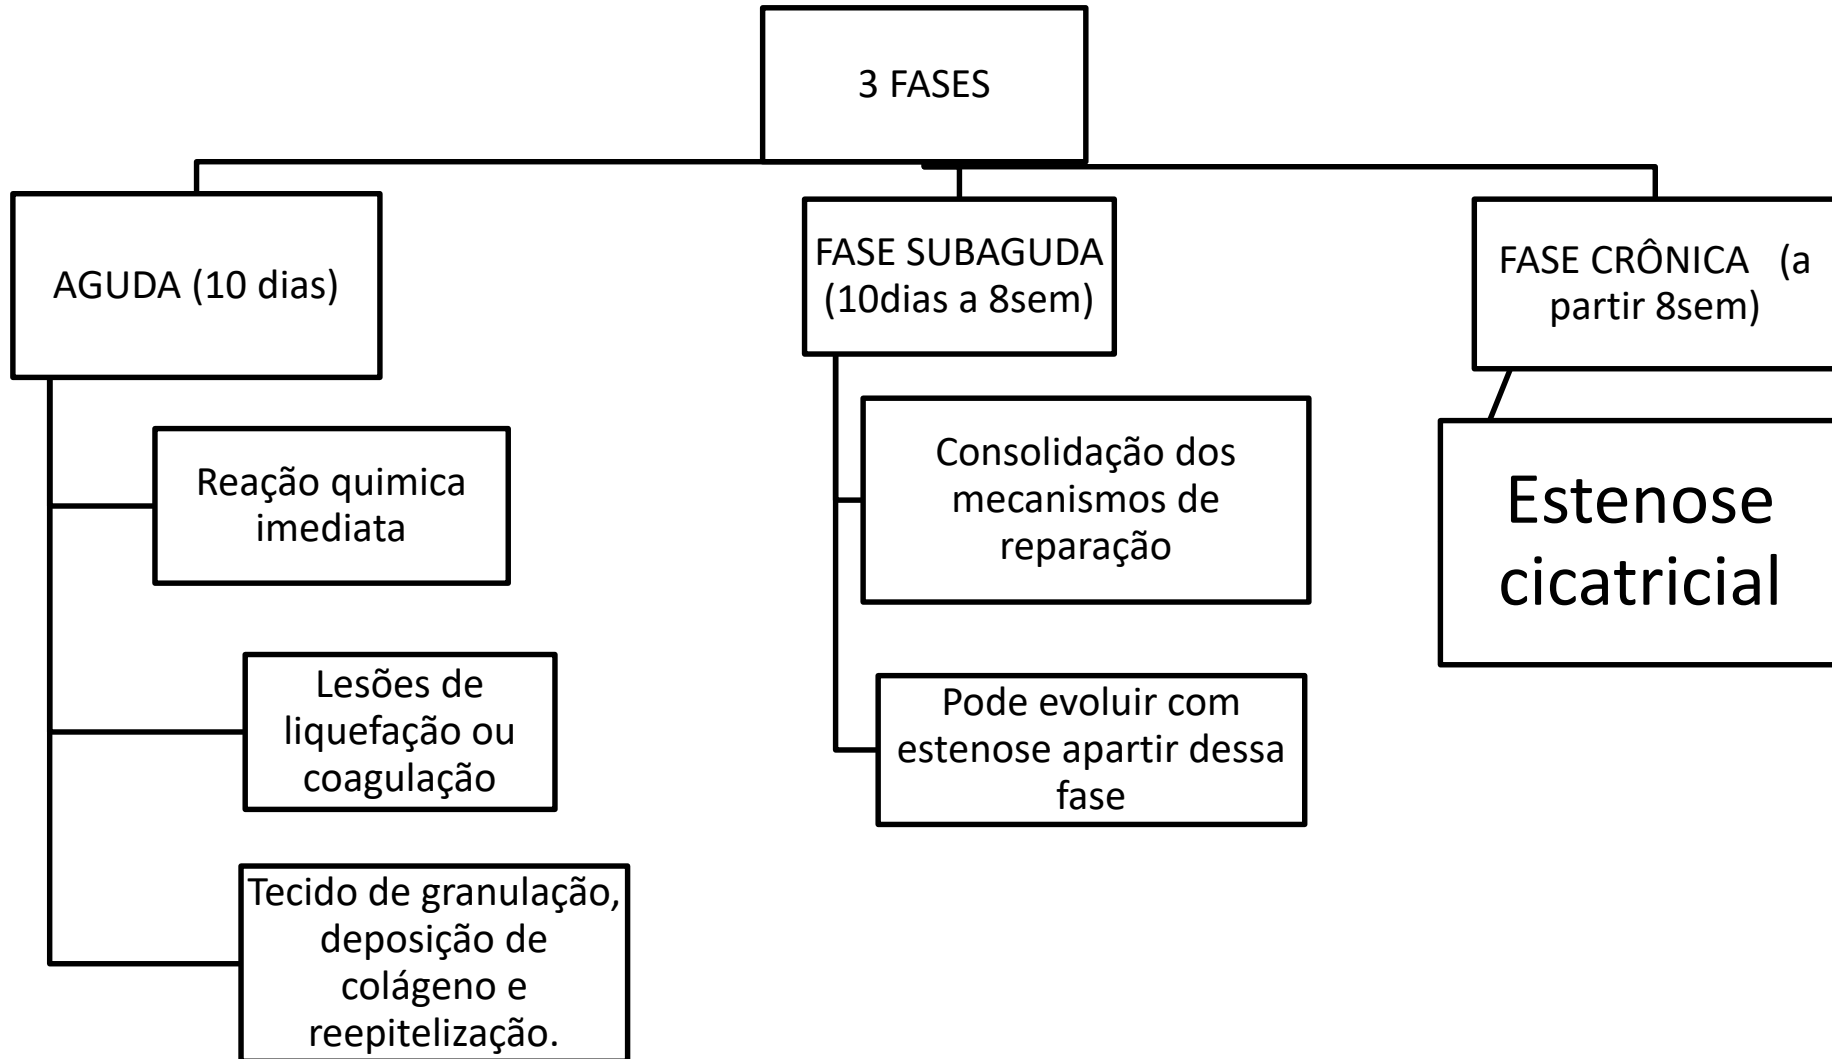 3 FASES
AGUDA (10 dias)
Reação quimica
imediata
Lesões de
liquefação ou
coagulação
Tecido de granulação,
deposição de
colágeno e
reepitelização.
FASE SUBAGUDA
(10dias a 8sem)
Consolidação dos
mecanismos de
reparação
Pode evoluir com
estenose apartir dessa
fase
FASE CRÔNICA (a
partir 8sem)
Estenose
cicatricial